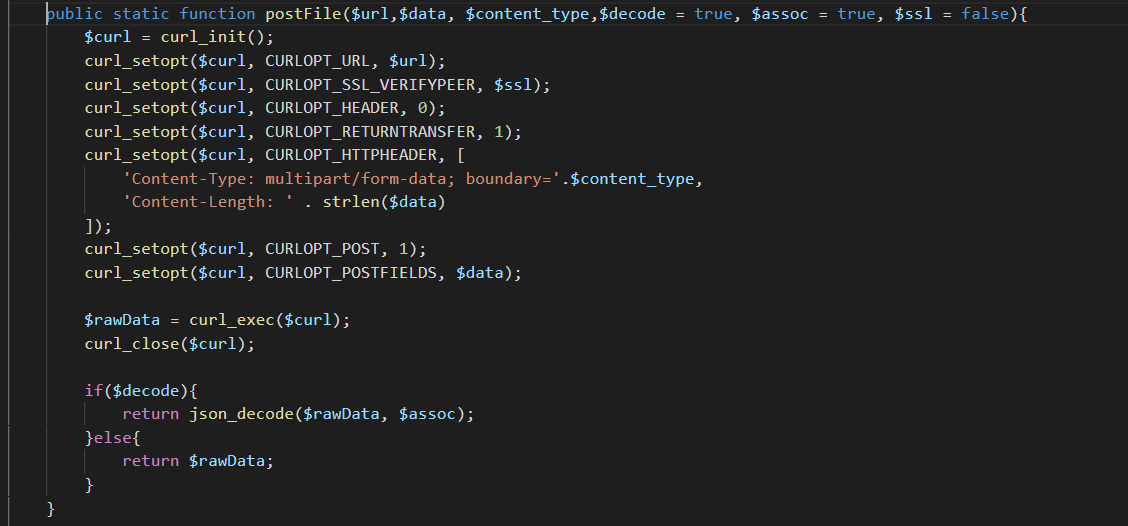 public static function postFile($url,$data, $content_type,$decode = true, $assoc = true, $ssl = false){
$curl = curl_init();
curl_setopt($curl, CURLOPT_URL, $url);
curl_setopt($curl, CURLOPT_SSL_VERIFYPEER, $ssl);
curl_setopt($curl, CURLOPT_HEADER, 0);
curl_setopt($curl, CURLOPT_RETURNTRANSFER, 1);
curl_setopt($curl, CURLOPT_HTTPHEADER, [
'Content-Type: multipart/form-data; boundary='.$content_type,
'Content-Length: ' . strlen($data)
]);
curl_setopt($curl, CURLOPT_POST, 1);
curl_setopt($curl, CURLOPT_POSTFIELDS, $data);
$rawData = curl_exec($curl);
curl_close($curl);
if($decode){
return json_decode($rawData, $assoc);
}else{
return $rawData;
}
}